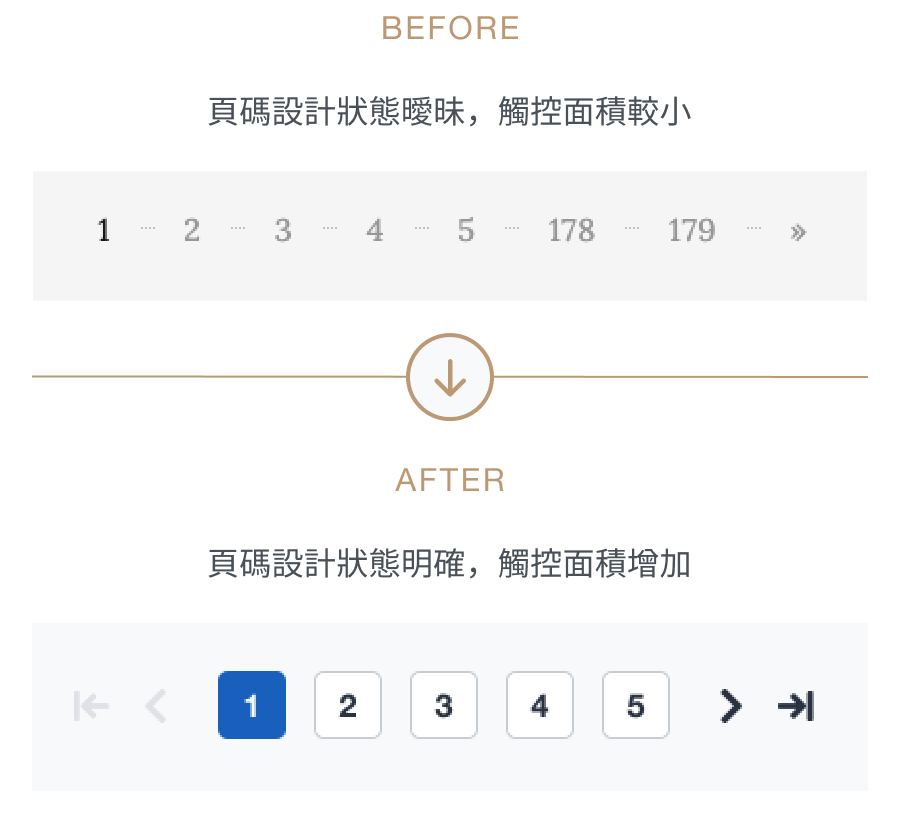 BEFORE
頁碼設計狀態曖昧，觸控面積較小
1 ... 2 ... 3 ... 4 ... 5 ... 178 ... 179 ... »
AFTER
頁碼設計狀態明確，觸控面積增加
1 2 3 4 5